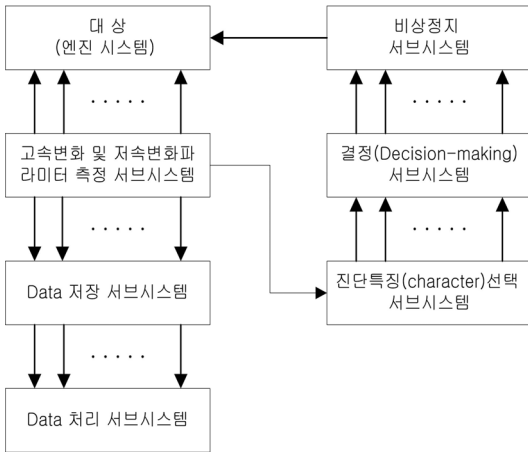 대 상
(엔진 시스템)
비상정지
서브시스템
고속변화 및 저속변화파
라미터 측정 서브시스템
결정(Decision-making)
서브시스템
Data 저장 서브시스템
진단특징(character)선택
서브시스템
Data 처리 서브시스템